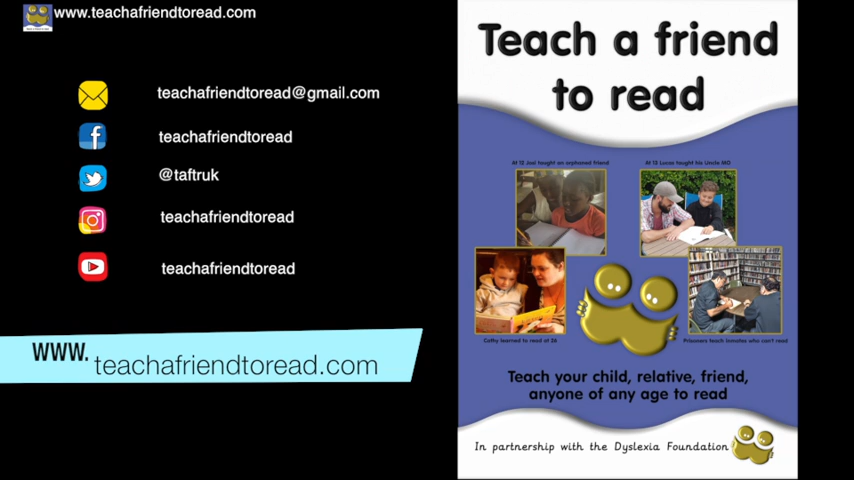 www.teachafriendtoread.com
teachafriendtoread@gmail.com
teachafriendtoread
@taftruk
teachafriendtoread
teachafriendtoread
www. teachafriendtoread.com
Teach a friend
to read
At 12 Joel taught an orphaned friend
At 13 Lucas taught his Uncle MO
Cathy learned to read at 26
Prisoners teach inmates who can't read
Teach your child, relative, friend,
anyone of any age to read
In partnership with the Dyslexia Foundation